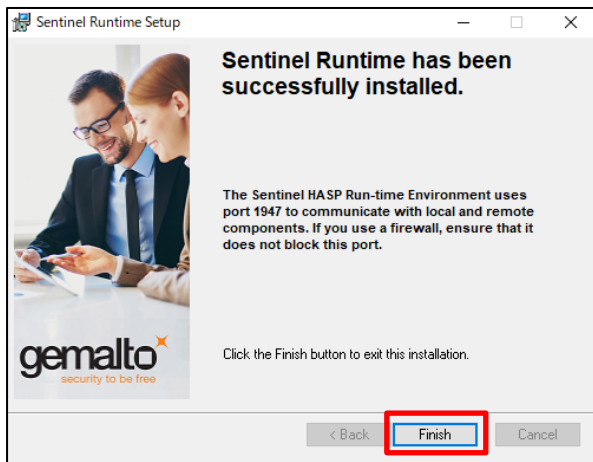 Sentinel Runtime Setup
Sentinel Runtime has been
successfully installed.
The Sentinel HASP Run-time Environment uses
port 1947 to communicate with local and remote
components. If you use a firewall, ensure that it
does not block this port.
Click the Finish button to exit this installation.
gemalto
security to be free
< Back
Finish
Cancel